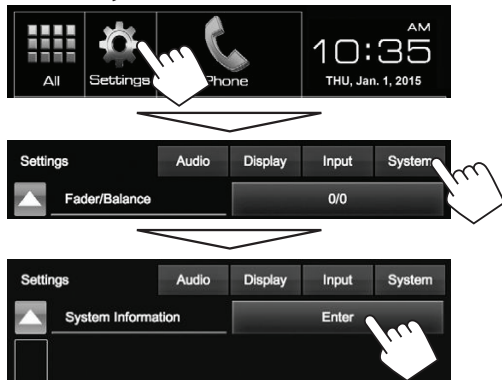 AM
10:35
All Settings Phone THU, Jan. 1, 2015
Settings Audio Display Input System
Fader/Balance 0/0
Settings Audio Display Input System
System Information Enter